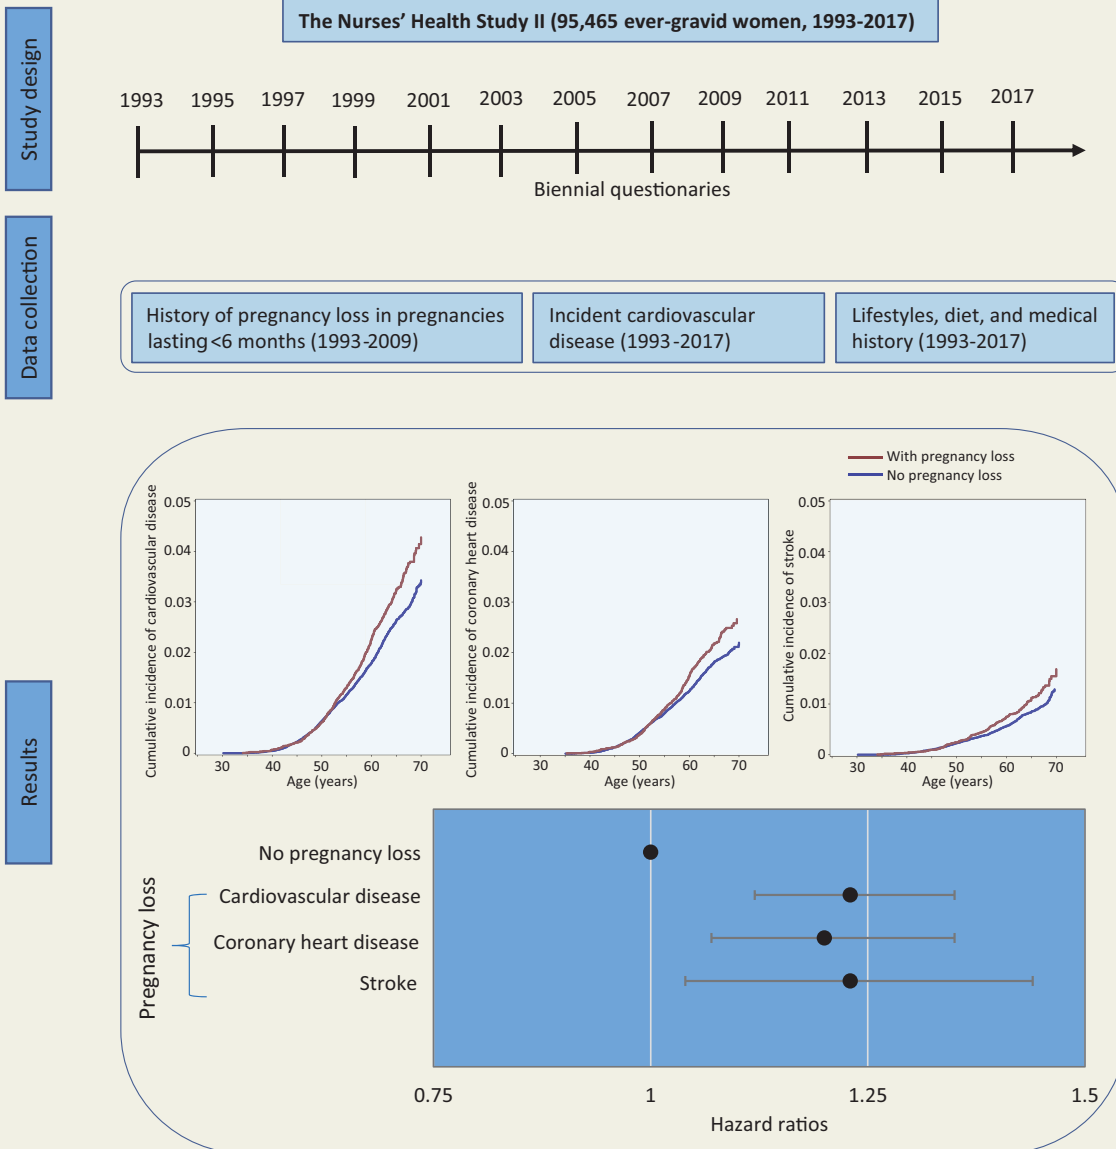 Study design
The Nurses' Health Study II (95,465 ever-gravid women, 1993-2017)
1993 1995 1997 1999 2001 2003 2005 2007 2009 2011 2013 2015 2017
Biennial questionaries
Data collection
History of pregnancy loss in pregnancies
lasting <6 months (1993-2009)
Incident cardiovascular
disease (1993-2017)
Lifestyles, diet, and medical
history (1993-2017)
Results
With pregnancy loss
No pregnancy loss
Cumulative incidence of cardiovascular disease
0.05
0.04
0.03
0.02
0.01
0
30 40 50 60 70
Age (years)
Cumulative incidence of coronary heart disease
0.05
0.04
0.03
0.02
0.01
0
30 40 50 60 70
Age (years)
Cumulative incidence of stroke
0.05
0.04
0.03
0.02
0.01
0
30 40 50 60 70
Age (years)
No pregnancy loss
Pregnancy loss
Cardiovascular disease
Coronary heart disease
Stroke
0.75 1 1.25 1.5
Hazard ratios